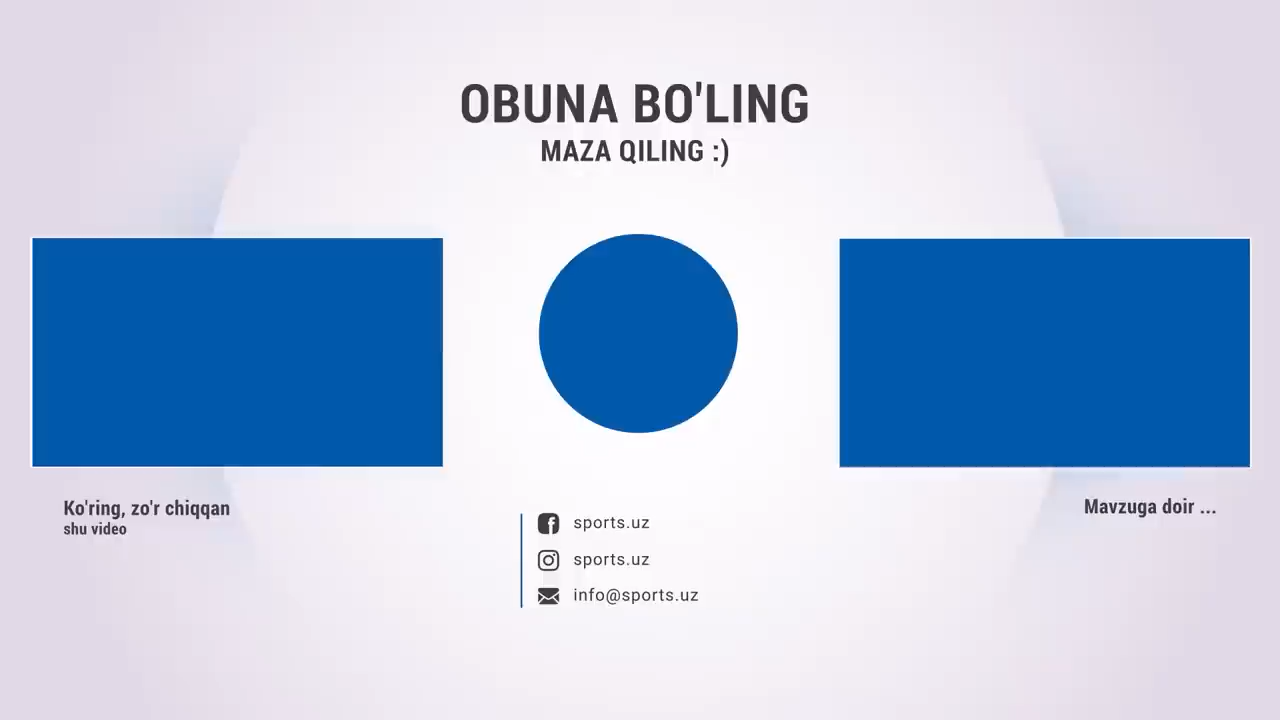 OBUNA BO'LING
MAZA QILING :)
Ko'ring, zo'r chiqqan
shu video
Mavzuga doir ...
sports.uz
sports.uz
info@sports.uz